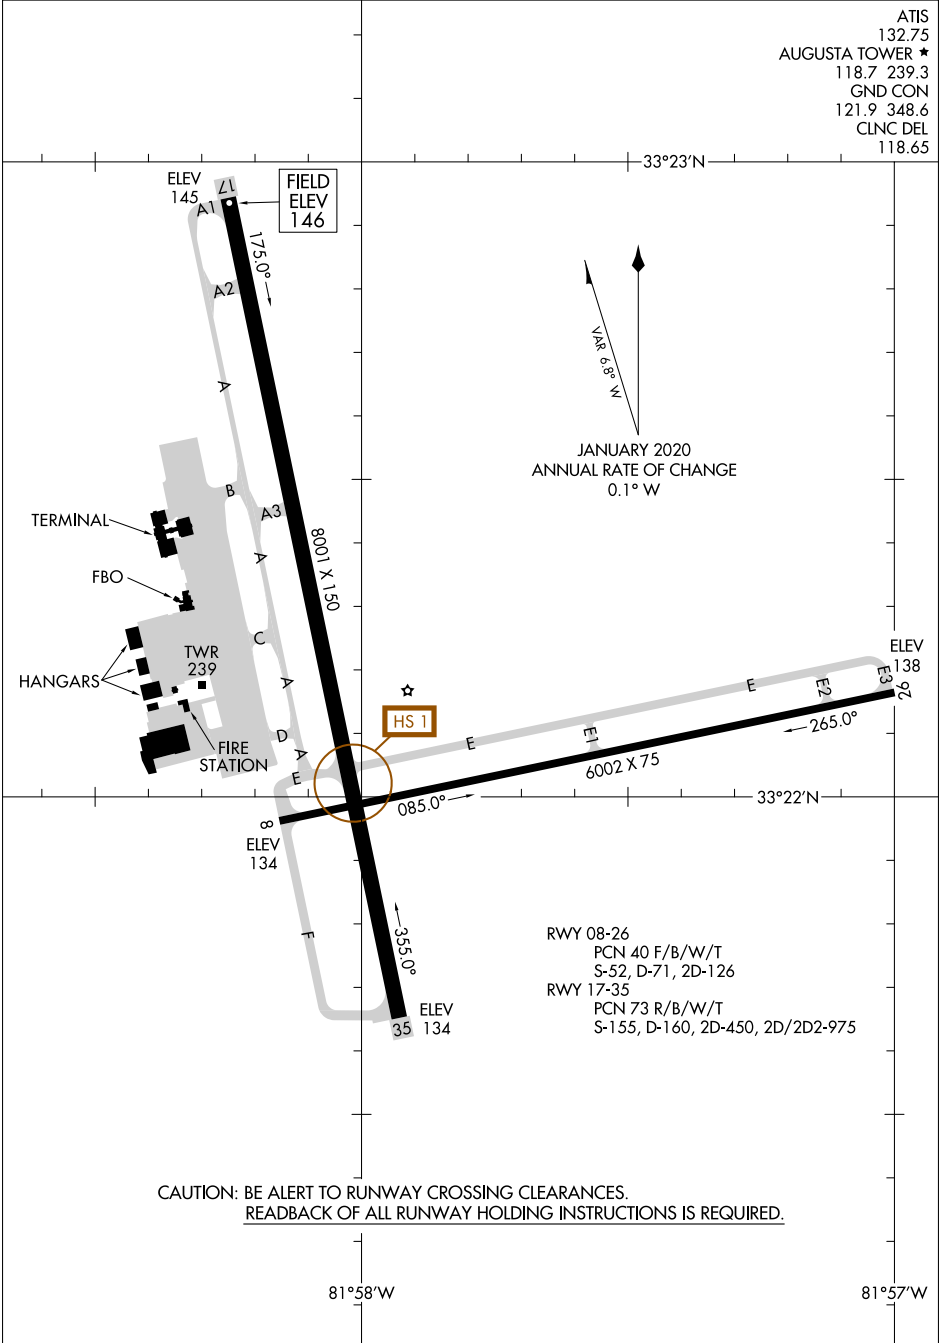 ATIS
132.75
AUGUSTA TOWER ★
118.7 239.3
GND CON
121.9 348.6
CLNC DEL
118.65
33°23'N
ELEV
145
17
FIELD
ELEV
146
A1
175.0°
A2
A
VAR 6.8° W
JANUARY 2020
ANNUAL RATE OF CHANGE
0.1° W
B
A3
TERMINAL
8001 X 150
A
FBO
C
TWR
239
HANGARS
A
ELEV
138
E3
26
E2
E
265.0°
HS 1
FIRE
STATION
D
A
E
E
E1
6002 X 75
085.0°
33°22'N
8
ELEV
134
F
355.0°
35
ELEV
134
RWY 08-26
PCN 40 F/B/W/T
S-52, D-71, 2D-126
RWY 17-35
PCN 73 R/B/W/T
S-155, D-160, 2D-450, 2D/2D2-975
CAUTION: BE ALERT TO RUNWAY CROSSING CLEARANCES.
READBACK OF ALL RUNWAY HOLDING INSTRUCTIONS IS REQUIRED.
81°58'W
81°57'W